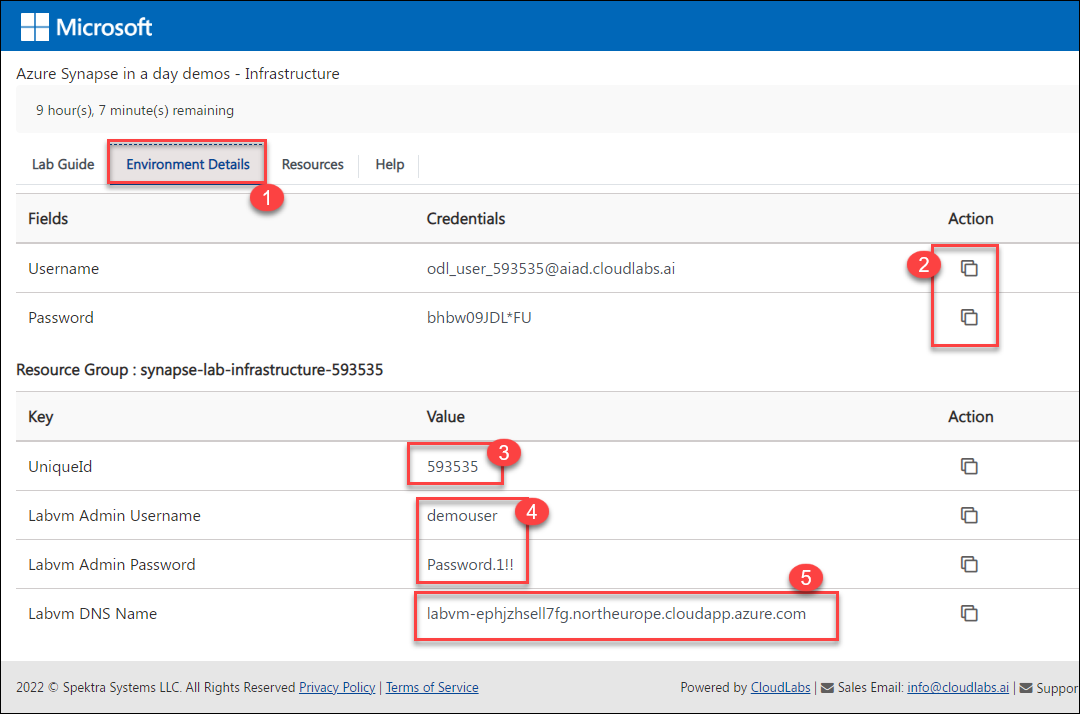 Microsoft
Azure Synapse in a day demos - Infrastructure
9 hour(s), 7 minute(s) remaining
Lab Guide Environment Details Resources Help
1
Fields Credentials Action
2
Username odl_user_593535@aiad.cloudlabs.ai
Password bhbw09JDL*FU
Resource Group : synapse-lab-infrastructure-593535
Key Value Action
3
UniqueId 593535
4
Labvm Admin Username demouser
Labvm Admin Password Password.1!!
5
Labvm DNS Name labvm-ephjzhsell7fg.northeurope.cloudapp.azure.com
2022 © Spektra Systems LLC. All Rights Reserved Privacy Policy | Terms of Service Powered by CloudLabs | Sales Email: info@cloudlabs.ai | Suppor